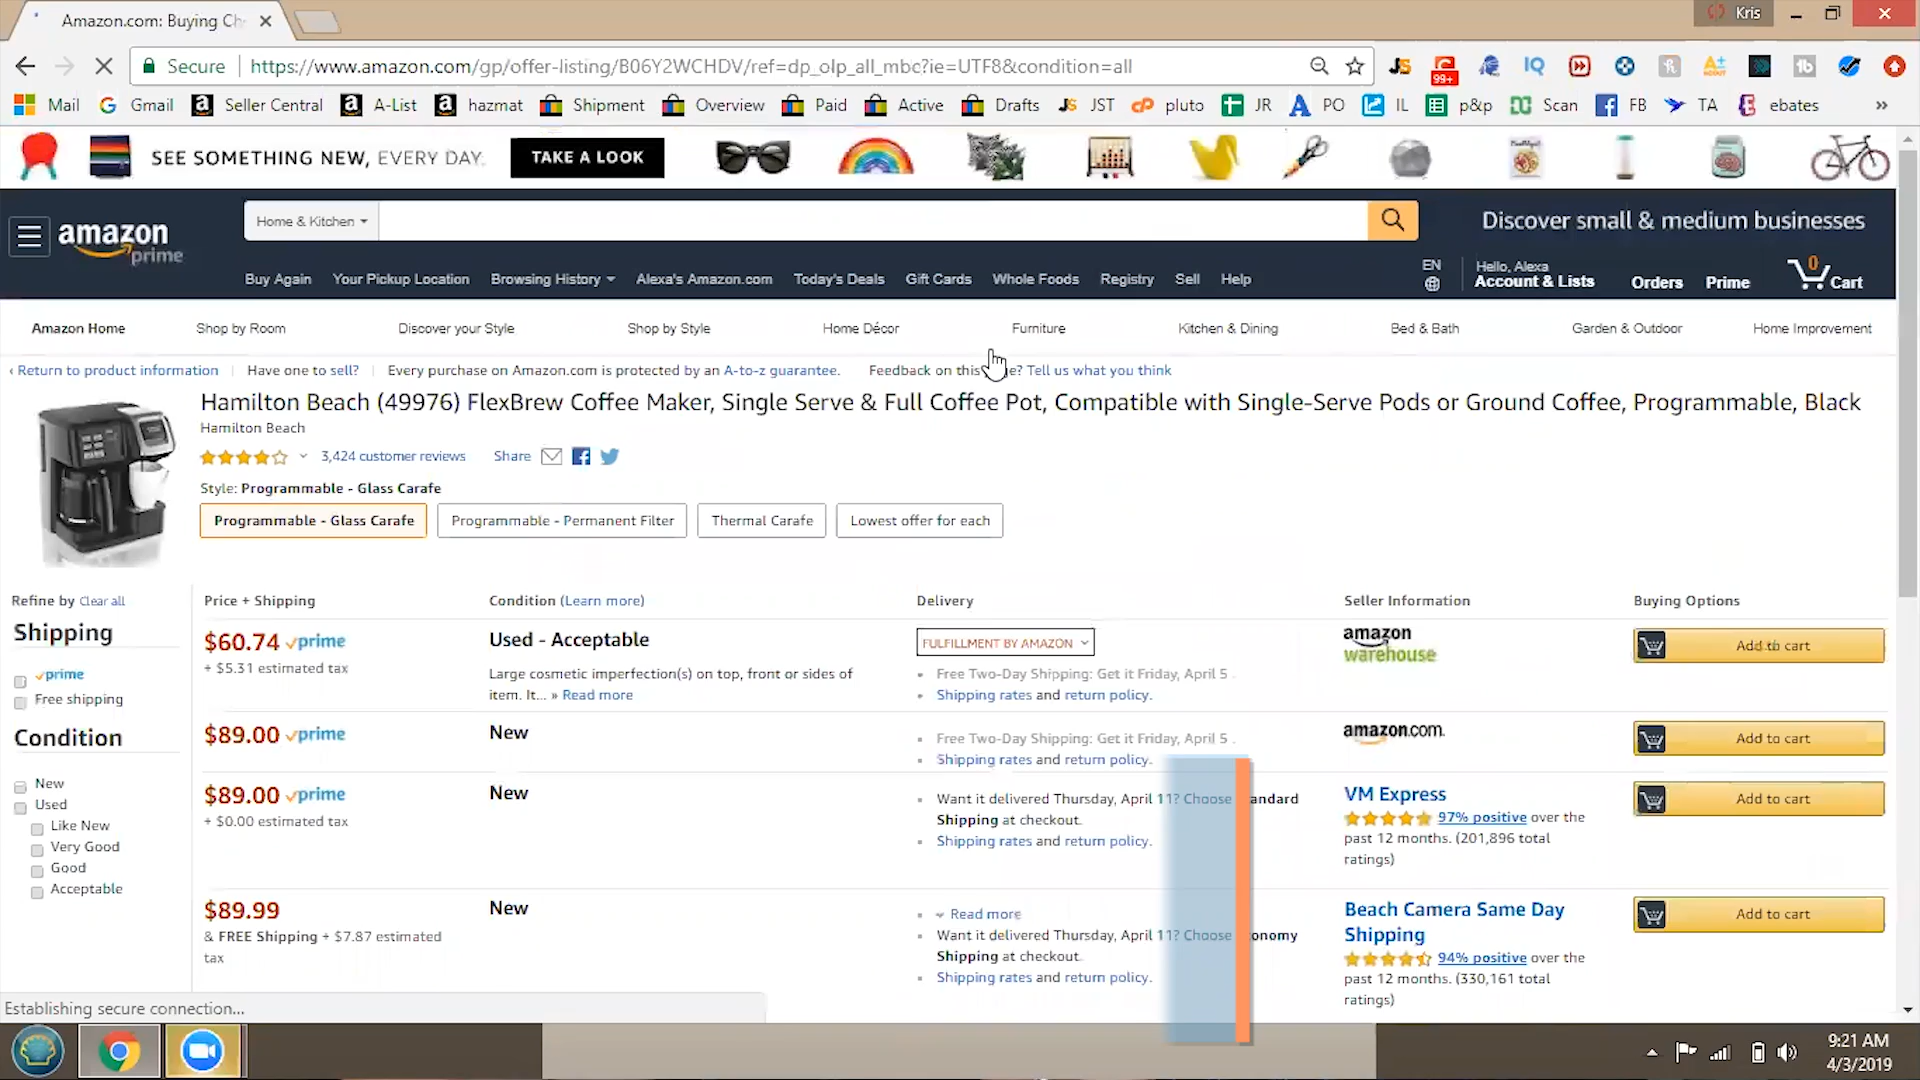 Amazon.com: Buying Ch
Kris
Secure https://www.amazon.com/gp/offer-listing/B06Y2WCHDV/ref=dp_olp_all_mbc?ie=UTF8&condition=all
JS 99+ IQ A+
Mail Gmail Seller Central A-List hazmat Shipment Overview Paid Active Drafts JST pluto JR PO IL p&p Scan FB TA ebates »
SEE SOMETHING NEW, EVERY DAY. TAKE A LOOK
amazon prime
Home & Kitchen
Discover small & medium businesses
Buy Again Your Pickup Location Browsing History Alexa's Amazon.com Today's Deals Gift Cards Whole Foods Registry Sell Help
EN
Hello, Alexa
Account & Lists Orders Prime 0 Cart
Amazon Home Shop by Room Discover your Style Shop by Style Home Décor Furniture Kitchen & Dining Bed & Bath Garden & Outdoor Home Improvement
‹ Return to product information Have one to sell? Every purchase on Amazon.com is protected by an A-to-z guarantee. Feedback on this e? Tell us what you think
Hamilton Beach (49976) FlexBrew Coffee Maker, Single Serve & Full Coffee Pot, Compatible with Single-Serve Pods or Ground Coffee, Programmable, Black
Hamilton Beach
3,424 customer reviews Share
Style: Programmable - Glass Carafe
Programmable - Glass Carafe Programmable - Permanent Filter Thermal Carafe Lowest offer for each
Refine by Clear all
Shipping
prime
Free shipping
Condition
New
Used
Like New
Very Good
Good
Acceptable
Price + Shipping Condition (Learn more) Delivery Seller Information Buying Options
$60.74 prime
+ $5.31 estimated tax
Used - Acceptable
Large cosmetic imperfection(s) on top, front or sides of
item. It... » Read more
FULFILLMENT BY AMAZON
Free Two-Day Shipping: Get it Friday, April 5 .
Shipping rates and return policy.
amazon
warehouse
Add to cart
$89.00 prime
New
Free Two-Day Shipping: Get it Friday, April 5 .
Shipping rates and return policy.
amazon.com.
Add to cart
$89.00 prime
+ $0.00 estimated tax
New
Want it delivered Thursday, April 11? Choose andard
Shipping at checkout.
Shipping rates and return policy.
VM Express
97% positive over the
past 12 months. (201,896 total
ratings)
Add to cart
$89.99
& FREE Shipping + $7.87 estimated
tax
New
Read more
Want it delivered Thursday, April 11? Choose onomy
Shipping at checkout.
Shipping rates and return policy.
Beach Camera Same Day
Shipping
94% positive over the
past 12 months. (330,161 total
ratings)
Add to cart
Establishing secure connection...
9:21 AM
4/3/2019